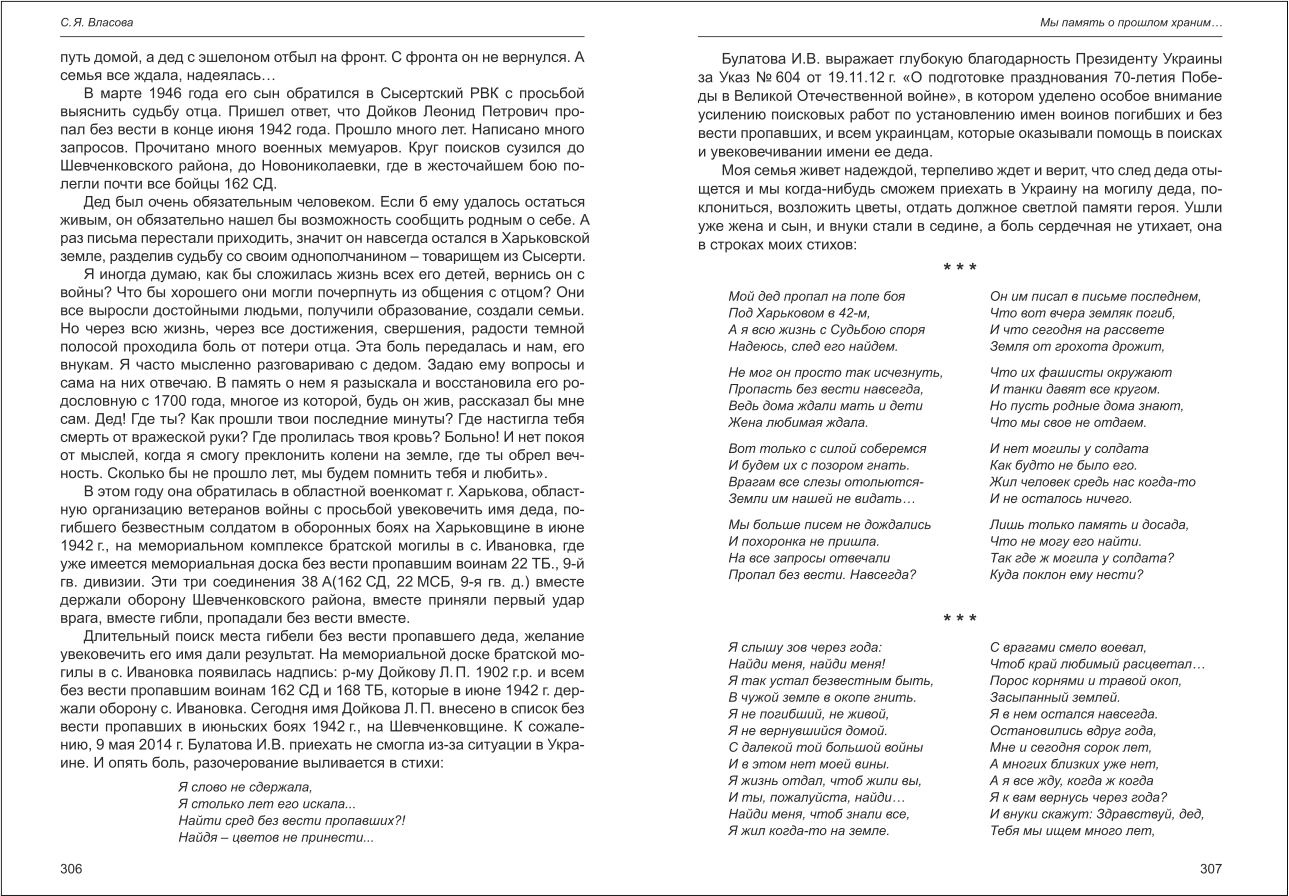 С. Я. Власова
путь домой, а дед с эшелоном отбыл на фронт. С фронта он не вернулся. А
семья все ждала, надеялась…
В марте 1946 года его сын обратился в Сысертский РВК с просьбой
выяснить судьбу отца. Пришел ответ, что Дойков Леонид Петрович про-
пал без вести в конце июня 1942 года. Прошло много лет. Написано много
запросов. Прочитано много военных мемуаров. Круг поисков сузился до
Шевченковского района, до Новониколаевки, где в жесточайшем бою по-
легли почти все бойцы 162 СД.
Дед был очень обязательным человеком. Если б ему удалось остаться
живым, он обязательно нашел бы возможность сообщить родным о себе. А
раз письма перестали приходить, значит он навсегда остался в Харьковской
земле, разделив судьбу со своим однополчанином – товарищем из Сысерти.
Я иногда думаю, как бы сложилась жизнь всех его детей, вернись он с
войны? Что бы хорошего они могли почерпнуть из общения с отцом? Они
все выросли достойными людьми, получили образование, создали семьи.
Но через всю жизнь, через все достижения, свершения, радости темной
полосой проходила боль от потери отца. Эта боль передалась и нам, его
внукам. Я часто мысленно разговариваю с дедом. Задаю ему вопросы и
сама на них отвечаю. В память о нем я разыскала и восстановила его ро-
дословную с 1700 года, многое из которой, будь он жив, рассказал бы мне
сам. Дед! Где ты? Как прошли твои последние минуты? Где настигла тебя
смерть от вражеской руки? Где пролилась твоя кровь? Больно! И нет покоя
от мыслей, когда я смогу преклонить колени на земле, где ты обрел веч-
ность. Сколько бы не прошло лет, мы будем помнить тебя и любить».
В этом году она обратилась в областной военкомат г. Харькова, област-
ную организацию ветеранов войны с просьбой увековечить имя деда, по-
гибшего безвестным солдатом в оборонных боях на Харьковщине в июне
1942 г., на мемориальном комплексе братской могилы в с. Ивановка, где
уже имеется мемориальная доска без вести пропавшим воинам 22 ТБ., 9-й
гв. дивизии. Эти три соединения 38 А(162 СД, 22 МСБ, 9-я гв. д.) вместе
держали оборону Шевченковского района, вместе приняли первый удар
врага, вместе гибли, пропадали без вести вместе.
Длительный поиск места гибели без вести пропавшего деда, желание
увековечить его имя дали результат. На мемориальной доске братской мо-
гилы в с. Ивановка появилась надпись: р-му Дойкову Л. П. 1902 г.р. и всем
без вести пропавшим воинам 162 СД и 168 ТБ, которые в июне 1942 г. дер-
жали оборону с. Ивановка. Сегодня имя Дойкова Л. П. внесено в список без
вести пропавших в июньских боях 1942 г., на Шевченковщине. К сожале-
нию, 9 мая 2014 г. Булатова И.В. приехать не смогла из-за ситуации в Укра-
ине. И опять боль, разочарование выливается в стихи:
Я слово не сдержала,
Я столько лет его искала...
Найти сред без вести пропавших?!
Найдя – цветов не принести...
306
Мы память о прошлом храним…
Булатова И.В. выражает глубокую благодарность Президенту Украины
за Указ № 604 от 19.11.12 г. «О подготовке празднования 70-летия Побе-
ды в Великой Отечественной войне», в котором уделено особое внимание
усилению поисковых работ по установлению имен воинов погибших и без
вести пропавших, и всем украинцам, которые оказывали помощь в поисках
и увековечивании имени ее деда.
Моя семья живет надеждой, терпеливо ждет и верит, что след деда оты-
щется и мы когда-нибудь сможем приехать в Украину на могилу деда, по-
клониться, возложить цветы, отдать должное светлой памяти героя. Ушли
уже жена и сын, и внуки стали в седине, а боль сердечная не утихает, она
в строках моих стихов:
* * *
Мой дед пропал на поле боя
Под Харьковом в 42-м,
А я всю жизнь с Судьбою споря
Надеюсь, след его найдем.
Не мог он просто так исчезнуть,
Пропасть без вести навсегда,
Ведь дома ждали мать и дети
Жена любимая ждала.
Вот только с силой соберемся
И будем их с позором гнать.
Врагам все слезы отольются-
Земли им нашей не видать…
Мы больше писем не дождались
И похоронка не пришла.
На все запросы отвечали
Пропал без вести. Навсегда?
Он им писал в письме последнем,
Что вот вчера земляк погиб,
И что сегодня на рассвете
Земля от грохота дрожит,
Что их фашисты окружают
И танки давят все кругом.
Но пусть родные дома знают,
Что мы свое не отдаем.
И нет могилы у солдата
Как будто не было его.
Жил человек средь нас когда-то
И не осталось ничего.
Лишь только память и досада,
Что не могу его найти.
Так где ж могила у солдата?
Куда поклон ему нести?
* * *
Я слышу зов через года:
Найди меня, найди меня!
Я так устал безвестным быть,
В чужой земле в окопе гнить.
Я не погибший, не живой,
Я не вернувшийся домой.
С далекой той большой войны
И в этом нет моей вины.
Я жизнь отдал, чтоб жили вы,
И ты, пожалуйста, найди…
Найди меня, чтоб знали все,
Я жил когда-то на земле.
С врагами смело воевал,
Чтоб край любимый расцветал…
Порос корнями и травой окоп,
Засыпанный землей.
Я в нем остался навсегда.
Остановились вдруг года,
Мне и сегодня сорок лет,
А многих близких уже нет,
А я все жду, когда ж когда
Я к вам вернусь через года?
И внуки скажут: Здравствуй, дед,
Тебя мы ищем много лет,
307